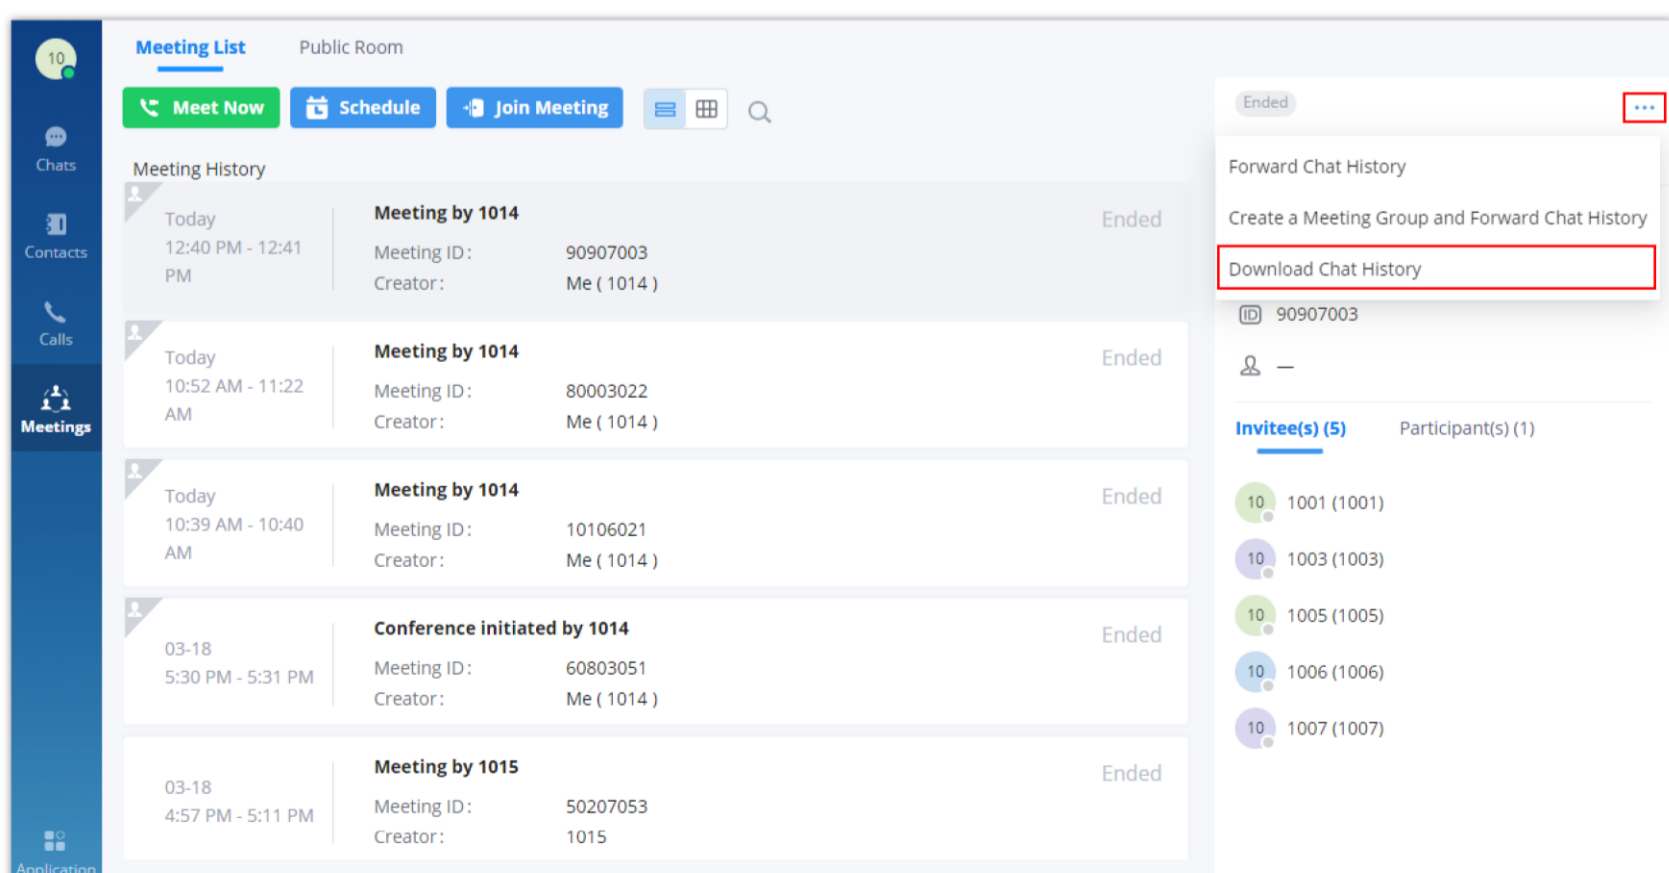 10
Chats
Contacts
Calls
Meetings
Application
Meeting List
Public Room
Meet Now
Schedule
Join Meeting
Meeting History
Today
12:40 PM - 12:41
PM
Meeting by 1014
Meeting ID:
90907003
Creator:
Me ( 1014 )
Ended
Today
10:52 AM - 11:22
AM
Meeting by 1014
Meeting ID:
80003022
Creator:
Me ( 1014 )
Ended
Today
10:39 AM - 10:40
AM
Meeting by 1014
Meeting ID:
10106021
Creator:
Me ( 1014 )
Ended
03-18
5:30 PM - 5:31 PM
Conference initiated by 1014
Meeting ID:
60803051
Creator:
Me ( 1014 )
Ended
03-18
4:57 PM - 5:11 PM
Meeting by 1015
Meeting ID:
50207053
Creator:
1015
Ended
Ended
...
Forward Chat History
Create a Meeting Group and Forward Chat History
Download Chat History
ID 90907003
—
Invitee(s) (5)
Participant(s) (1)
10 1001 (1001)
10 1003 (1003)
10 1005 (1005)
10 1006 (1006)
10 1007 (1007)